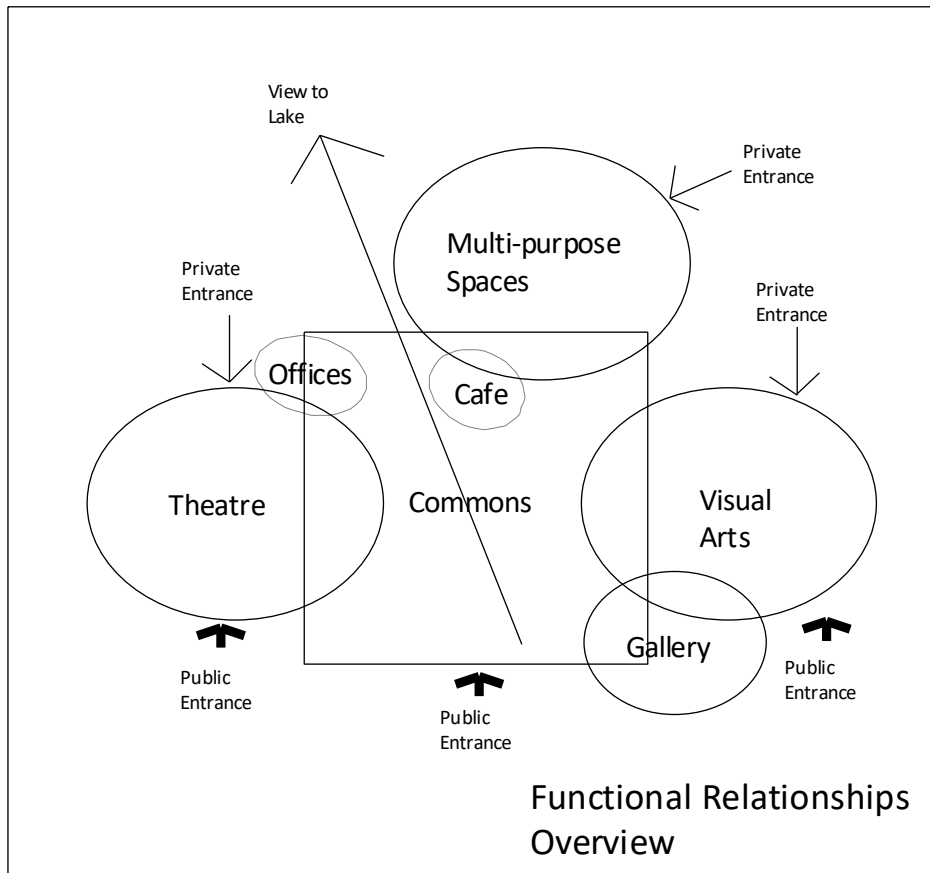 View to
Lake
Private
Entrance
Multi-purpose
Spaces
Private
Entrance
Private
Entrance
Offices
Cafe
Theatre
Commons
Visual
Arts
Gallery
Public
Entrance
Public
Entrance
Public
Entrance
Functional Relationships
Overview